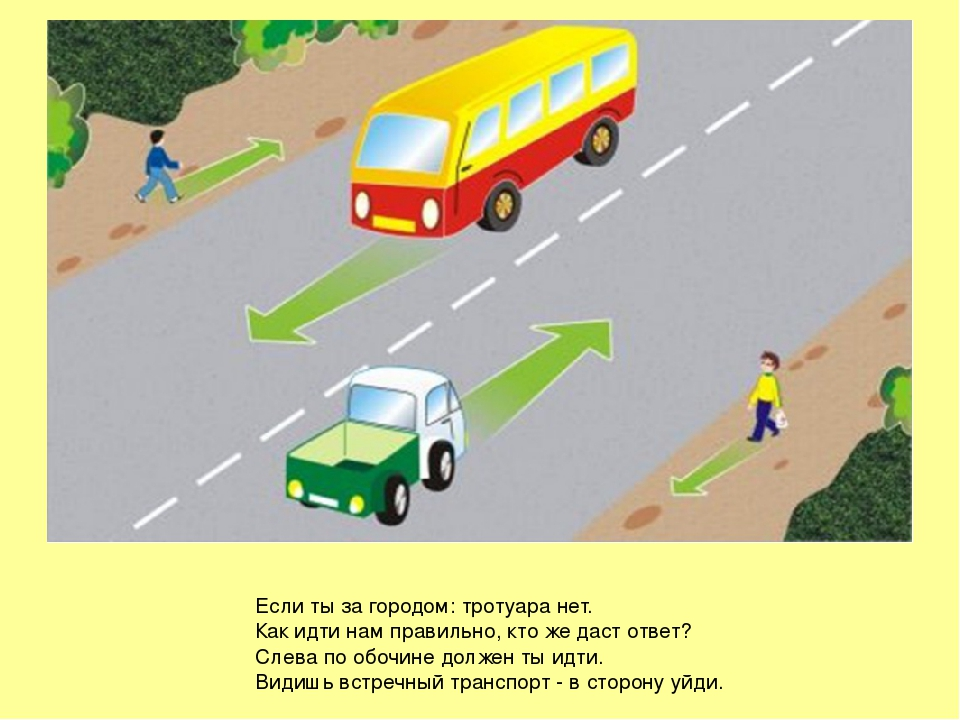 Если ты за городом: тротуара нет.
Как идти нам правильно, кто же даст ответ?
Слева по обочине должен ты идти.
Видишь встречный транспорт - в сторону уйди.